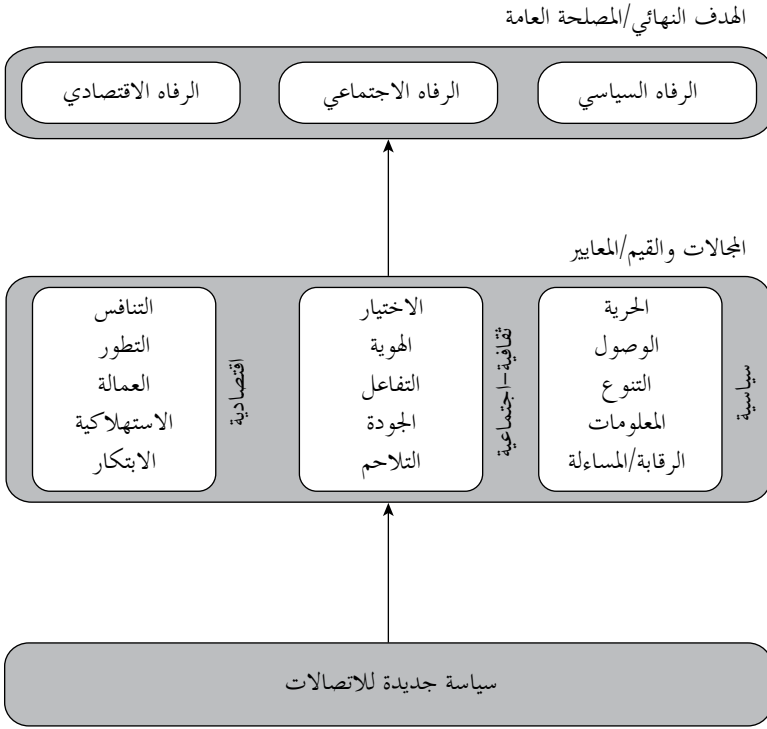 الهدف النهائي/المصلحة العامة
الرفاه السياسي
الرفاه الاجتماعي
الرفاه الاقتصادي
المجالات والقيم/المعايير
سياسية
الحرية
الوصول
التنوع
المعلومات
الرقابة/المساءلة
ثقافية-اجتماعية
الاختيار
الهوية
التفاعل
الجودة
التلاحم
اقتصادية
التنافس
التطور
العمالة
الاستهلاكية
الابتكار
سياسة جديدة للاتصالات